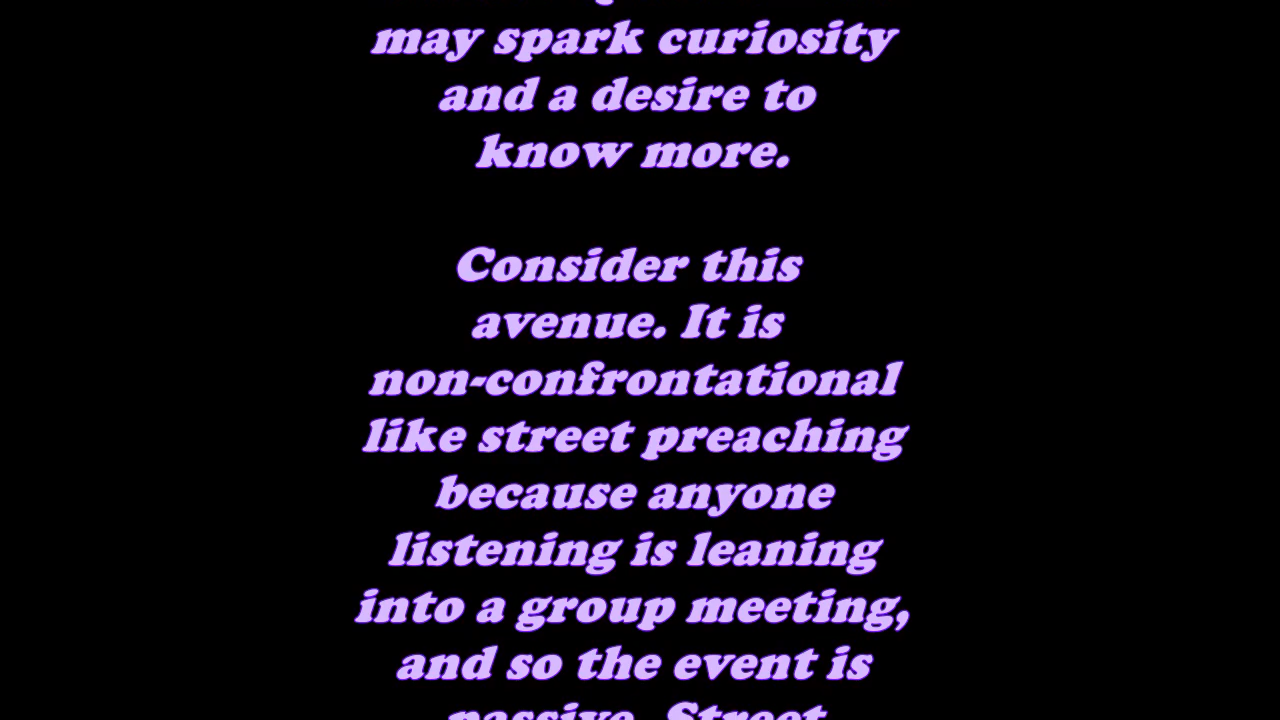 may spark curiosity
and a desire to
know more.
Consider this
avenue. It is
non-confrontational
like street preaching
because anyone
listening is leaning
into a group meeting,
and so the event is
passive. Street